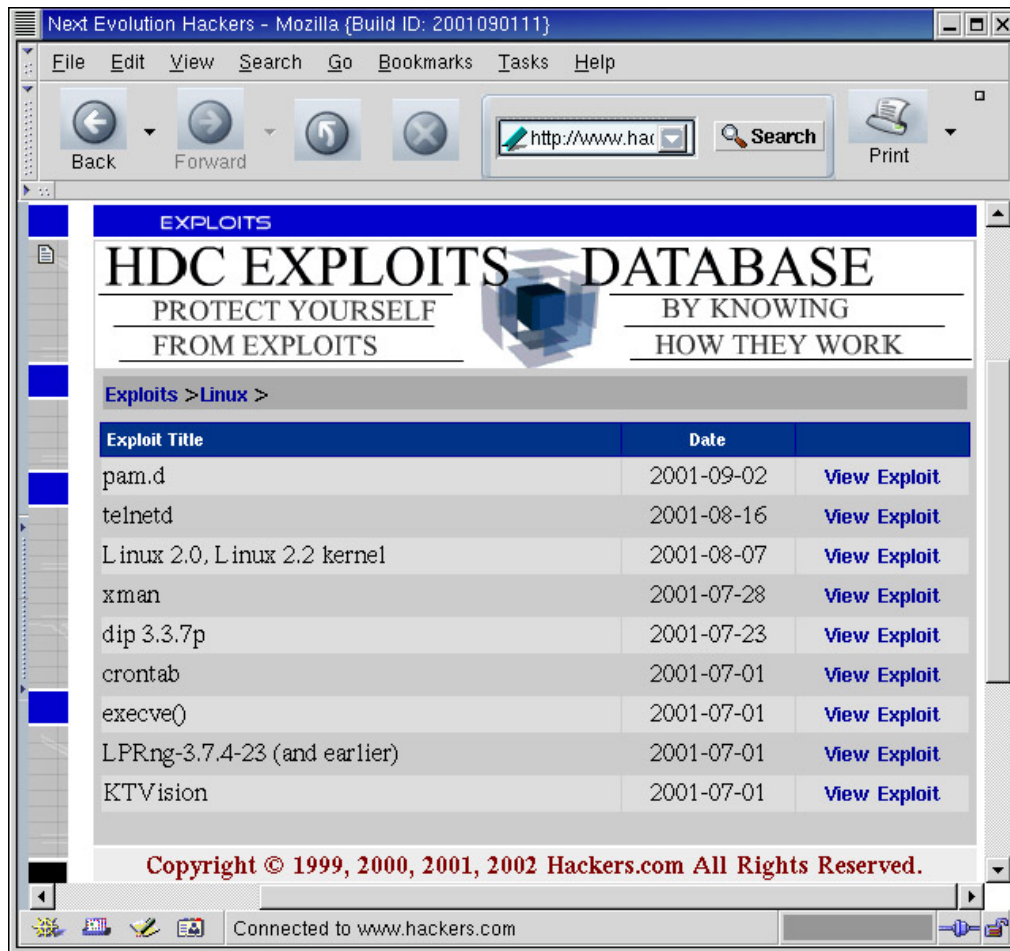 Next Evolution Hackers - Mozilla {Build ID: 2001090111}
File Edit View Search Go Bookmarks Tasks Help
Back Forward http://www.hac Search Print
EXPLOITS
HDC EXPLOITS DATABASE
PROTECT YOURSELF BY KNOWING
FROM EXPLOITS HOW THEY WORK
Exploits >Linux >
Exploit Title Date
pam.d 2001-09-02 View Exploit
telnetd 2001-08-16 View Exploit
Linux 2.0, Linux 2.2 kernel 2001-08-07 View Exploit
xman 2001-07-28 View Exploit
dip 3.3.7p 2001-07-23 View Exploit
crontab 2001-07-01 View Exploit
execve() 2001-07-01 View Exploit
LPRng-3.7.4-23 (and earlier) 2001-07-01 View Exploit
KTVision 2001-07-01 View Exploit
Copyright © 1999, 2000, 2001, 2002 Hackers.com All Rights Reserved.
Connected to www.hackers.com